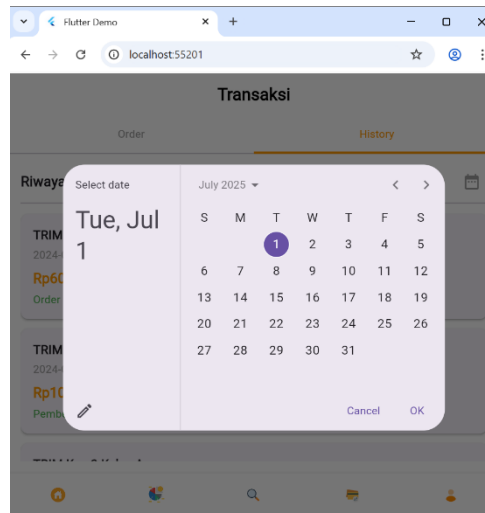 Flutter Demo
localhost:55201
Transaksi
Order History
Riwaya
Select date
Tue, Jul
1
July 2025
S M T W T F S
1 2 3 4 5
6 7 8 9 10 11 12
13 14 15 16 17 18 19
20 21 22 23 24 25 26
27 28 29 30 31
Cancel OK
TRIM
2024-
Rp60
Order
TRIM
2024-
Rp10
Pemb